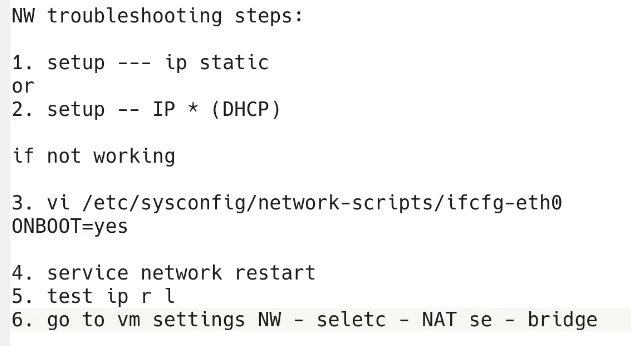 NW troubleshooting steps:
1. setup --- ip static
or
2. setup -- IP * (DHCP)
if not working
3. vi /etc/sysconfig/network-scripts/ifcfg-eth0
ONBOOT=yes
4. service network restart
5. test ip r l
6. go to vm settings NW - seletc - NAT se - bridge